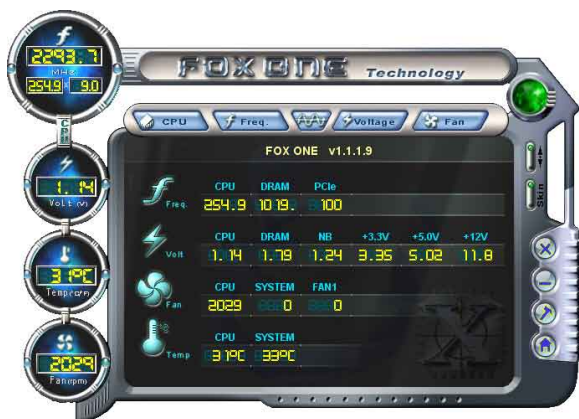 f
2293.7
MHz
254.9 x 9.0
FOX ONE Technology
CPU
CPU Freq. Voltage Fan
FOX ONE v1.1.1.9
1.14
Volt (v)
CPU DRAM PCIe
f Freq. 254.9 1019. 100
CPU DRAM NB +3.3V +5.0V +12V
Volt 1.14 1.79 1.24 3.35 5.02 11.8
31ºC
CPU SYSTEM FAN1
Fan 2029 0 0
CPU SYSTEM
Temp 31ºC 33ºC
2029
Fan(rpm)
Skin
X